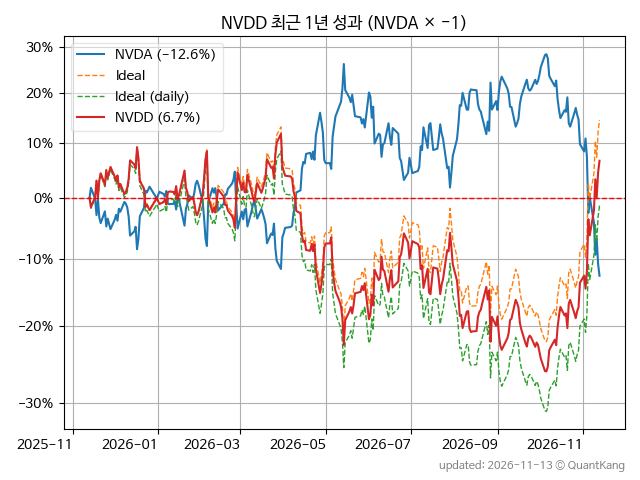 NVDD 최근 1년 성과 (NVDA × −1)
30%
20%
10%
0%
−10%
−20%
−30%
NVDA (−12.6%)
Ideal
Ideal (daily)
NVDD (6.7%)
2025-11
2026-01
2026-03
2026-05
2026-07
2026-09
2026-11
updated: 2026-11-13 © QuantKang